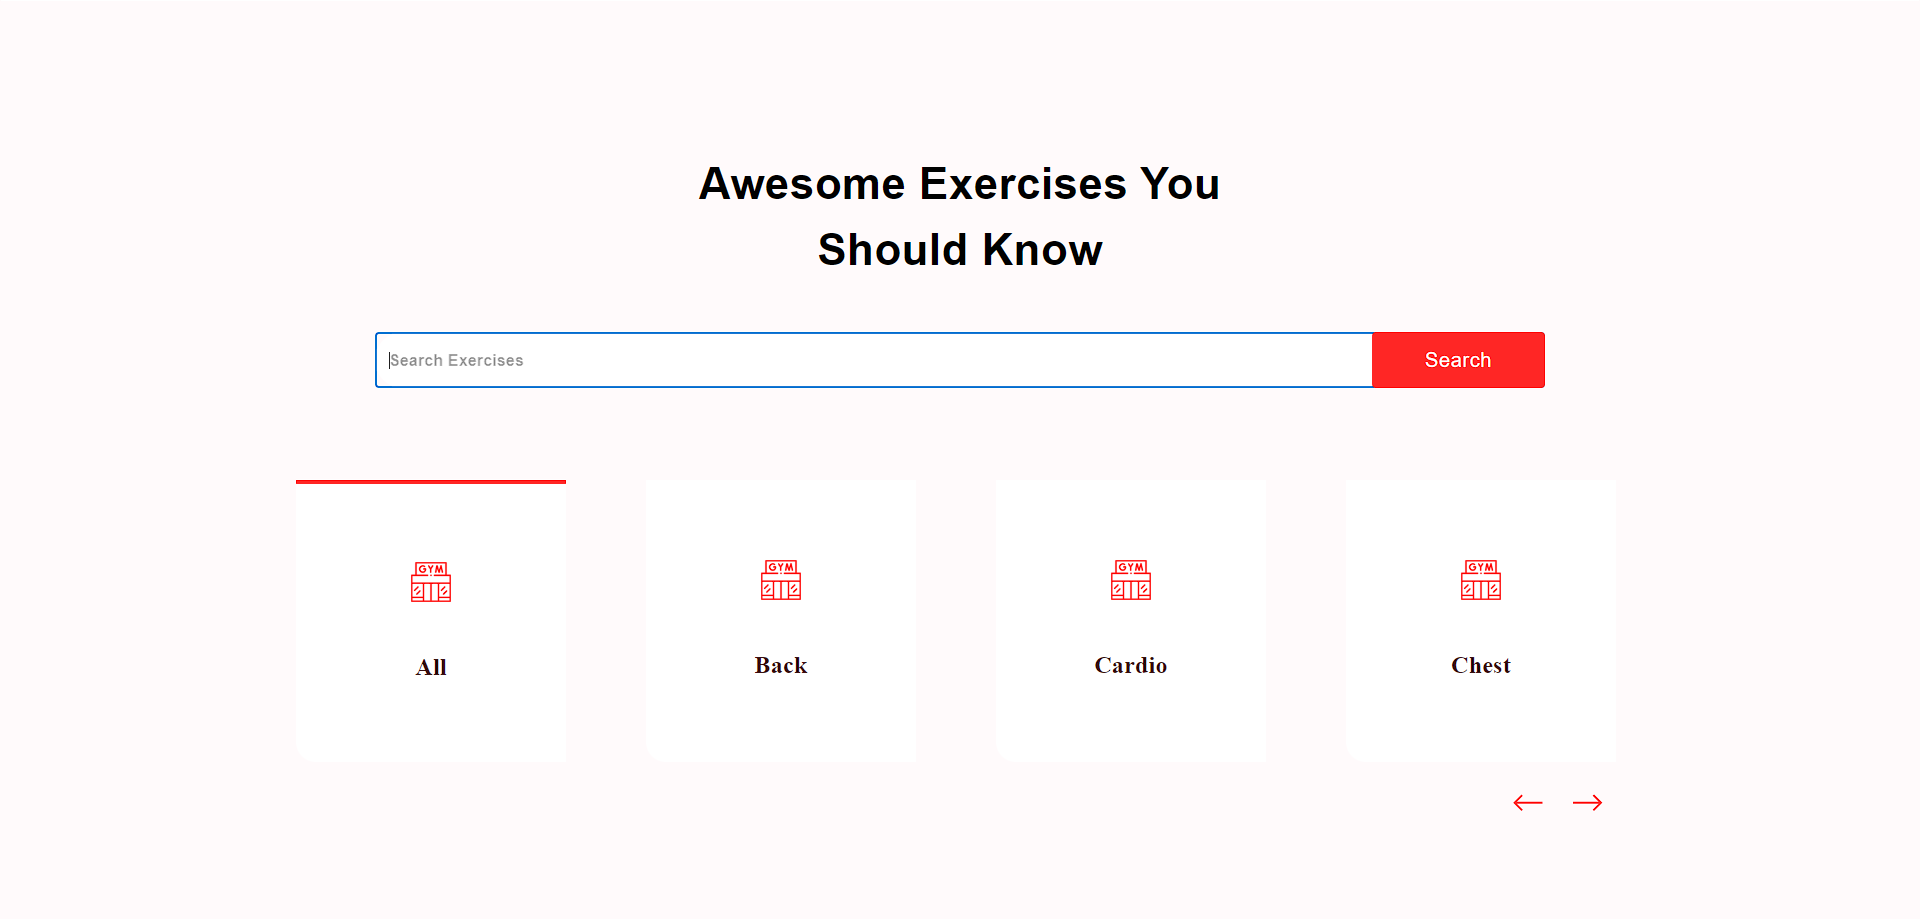 Awesome Exercises You
Should Know
Search Exercises
Search
GYM
GYM
GYM
GYM
All
Back
Cardio
Chest